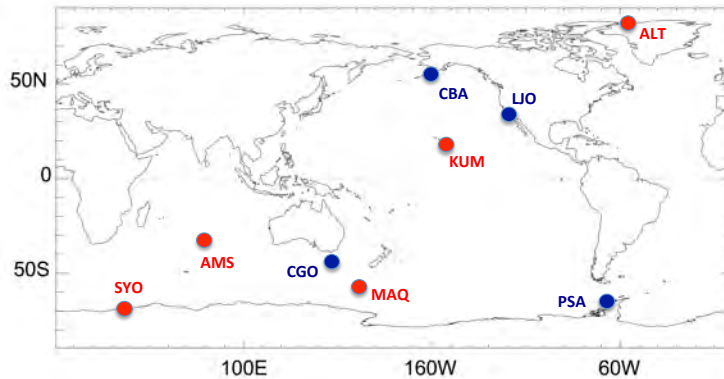 ALT
50N
CBA
LJO
KUM
0
AMS
CGO
50S
SYO
MAQ
PSA
100E
160W
60W